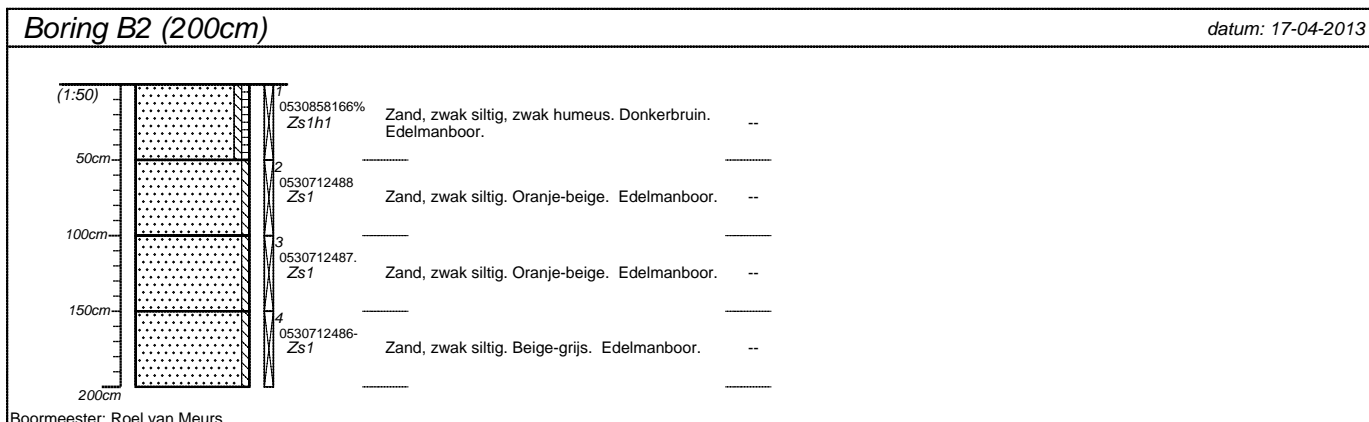 Boring B2 (200cm)
datum: 17-04-2013
(1:50)
1
0530858166%
Zs1h1
Zand, zwak siltig, zwak humeus. Donkerbruin.
Edelmanboor.
--
50cm
2
0530712488
Zs1
Zand, zwak siltig. Oranje-beige. Edelmanboor.
--
100cm
3
0530712487.
Zs1
Zand, zwak siltig. Oranje-beige. Edelmanboor.
--
150cm
4
0530712486-
Zs1
Zand, zwak siltig. Beige-grijs. Edelmanboor.
--
200cm
Boormeester: Roel van Meurs